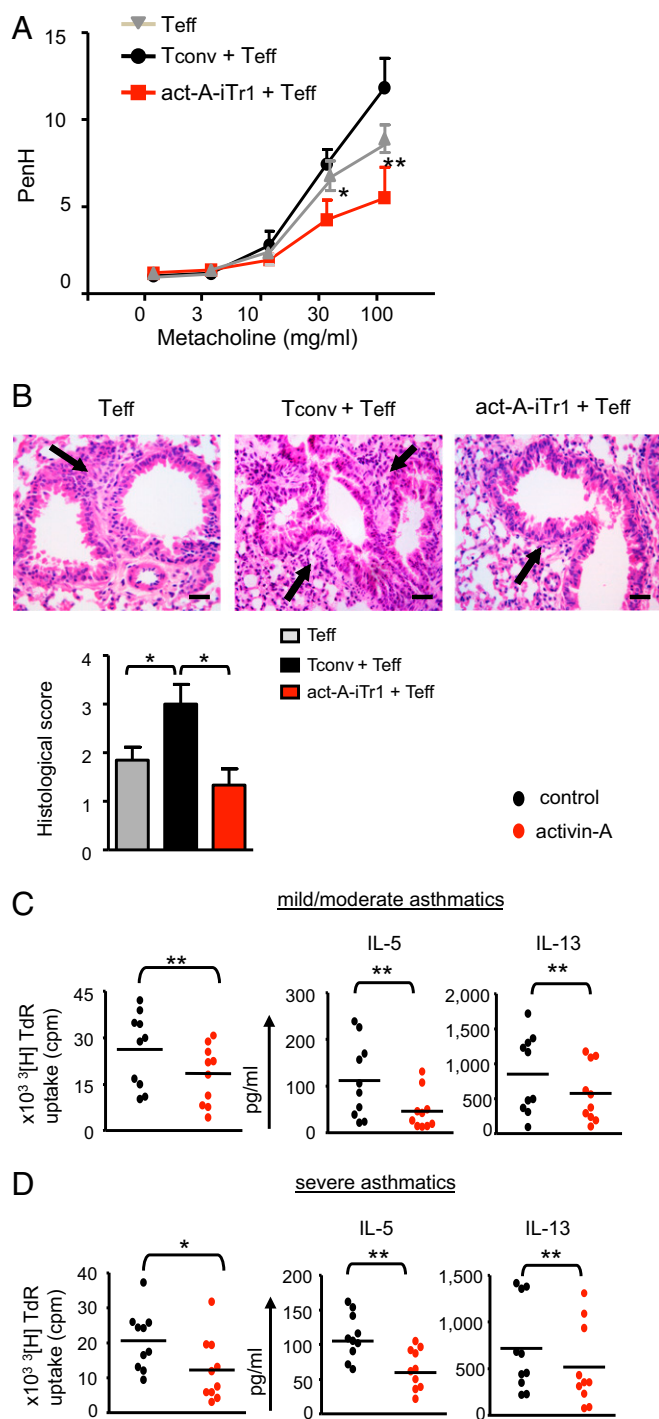 A
Teff
Tconv + Teff
act-A-iTr1 + Teff
15
10
5
0
PenH
**
*
0 3 10 30 100
Metacholine (mg/ml)
B
Teff Tconv + Teff act-A-iTr1 + Teff
Teff
Tconv + Teff
act-A-iTr1 + Teff
* *
4
3
2
1
0
Histological score
control
activin-A
C
mild/moderate asthmatics
IL-5 IL-13
** ** **
x10³ ³[H] TdR
uptake (cpm)
45
30
15
0
pg/ml
300
200
100
0
2,000
1,500
1,000
500
0
D
severe asthmatics
IL-5 IL-13
* ** **
x10³ ³[H] TdR
uptake (cpm)
40
30
20
10
0
pg/ml
200
150
100
50
0
1,500
1,000
500
0